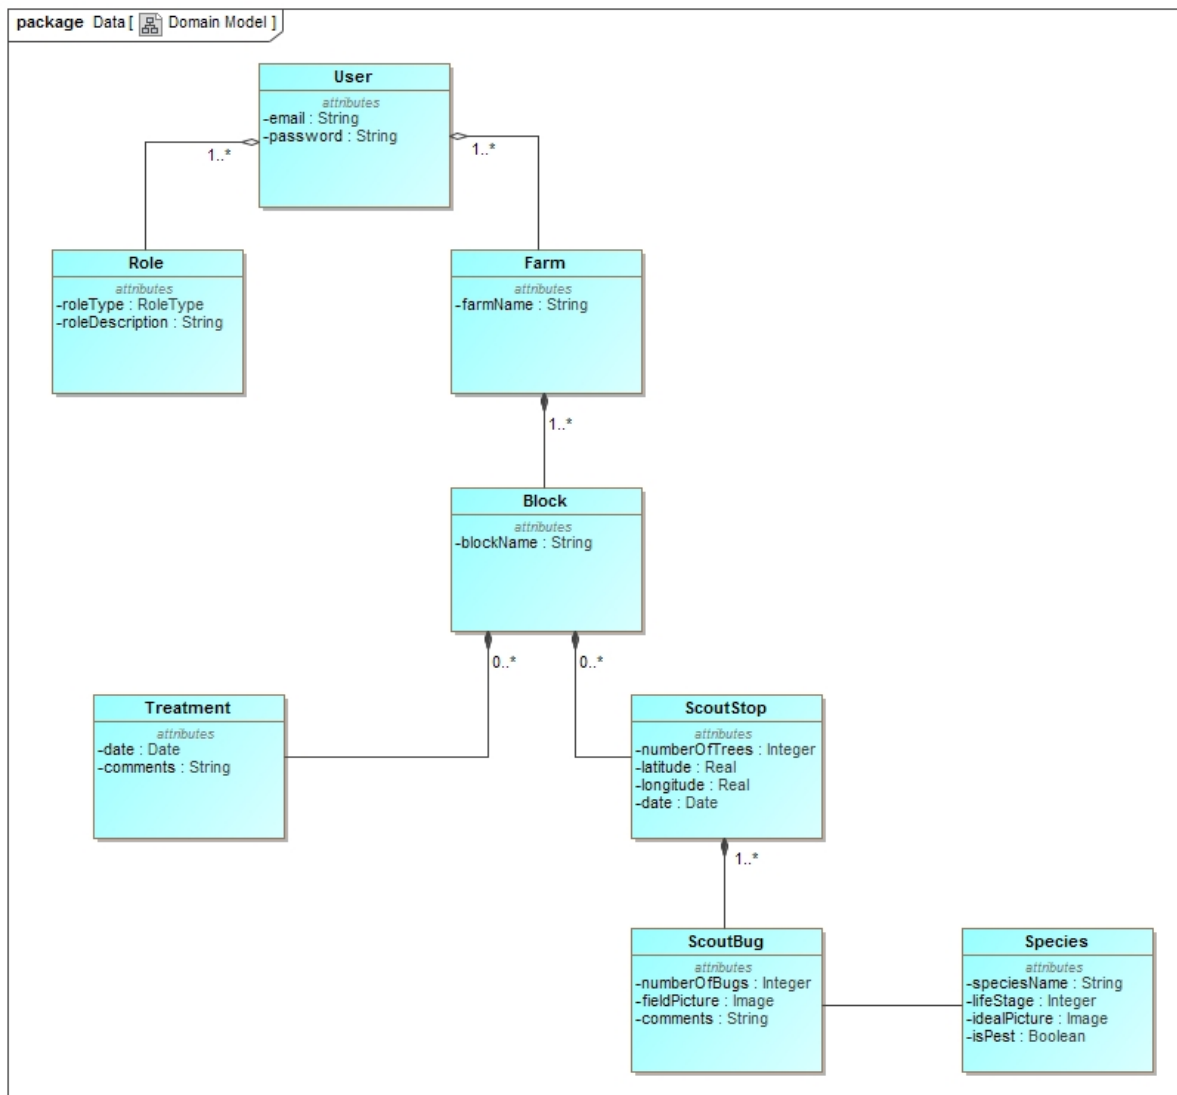 package Data [ Domain Model ]
User
attributes
-email : String
-password : String
1..*
1..*
Role
attributes
-roleType : RoleType
-roleDescription : String
Farm
attributes
-farmName : String
1..*
Block
attributes
-blockName : String
0..*
0..*
Treatment
attributes
-date : Date
-comments : String
ScoutStop
attributes
-numberOfTrees : Integer
-latitude : Real
-longitude : Real
-date : Date
1..*
ScoutBug
attributes
-numberOfBugs : Integer
-fieldPicture : Image
-comments : String
Species
attributes
-speciesName : String
-lifeStage : Integer
-idealPicture : Image
-isPest : Boolean